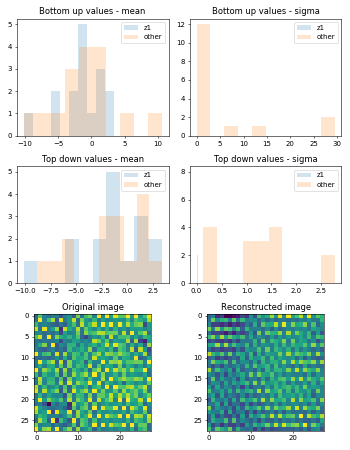 Bottom up values - mean
z1
other
5
4
3
2
1
0
−10 −5 0 5 10
Bottom up values - sigma
z1
other
12
10
8
6
4
2
0
0 5 10 15 20 25 30
Top down values - mean
z1
other
5
4
3
2
1
0
−10.0 −7.5 −5.0 −2.5 0.0 2.5
Top down values - sigma
z1
other
8
6
4
2
0
0.0 0.5 1.0 1.5 2.0 2.5
Original image
0
5
10
15
20
25
0 10 20
Reconstructed image
0
5
10
15
20
25
0 10 20